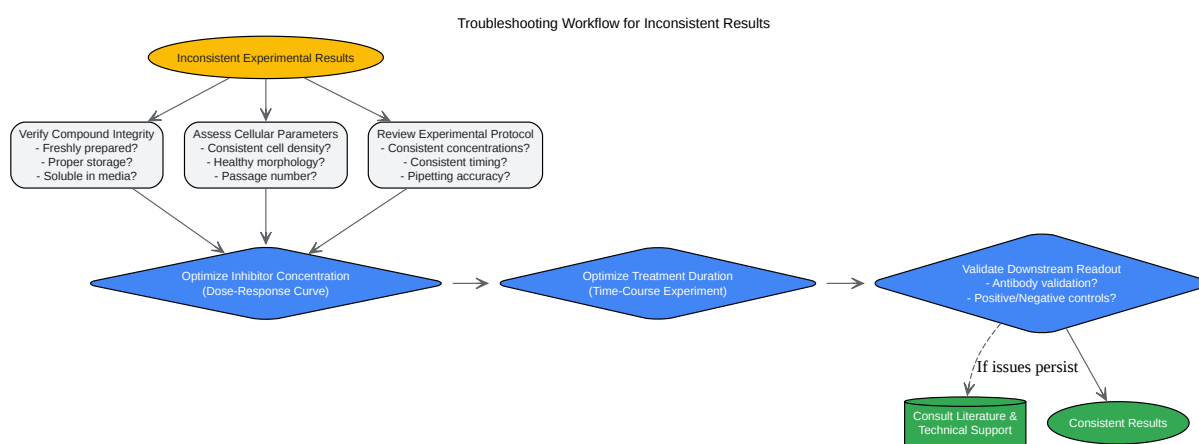 Troubleshooting Workflow for Inconsistent Results
Inconsistent Experimental Results
Verify Compound Integrity
- Freshly prepared?
- Proper storage?
- Soluble in media?
Assess Cellular Parameters
- Consistent cell density?
- Healthy morphology?
- Passage number?
Review Experimental Protocol
- Consistent concentrations?
- Consistent timing?
- Pipetting accuracy?
Optimize Inhibitor Concentration
(Dose-Response Curve)
Optimize Treatment Duration
(Time-Course Experiment)
Validate Downstream Readout
- Antibody validation?
- Positive/Negative controls?
If issues persist
Consult Literature &
Technical Support
Consistent Results